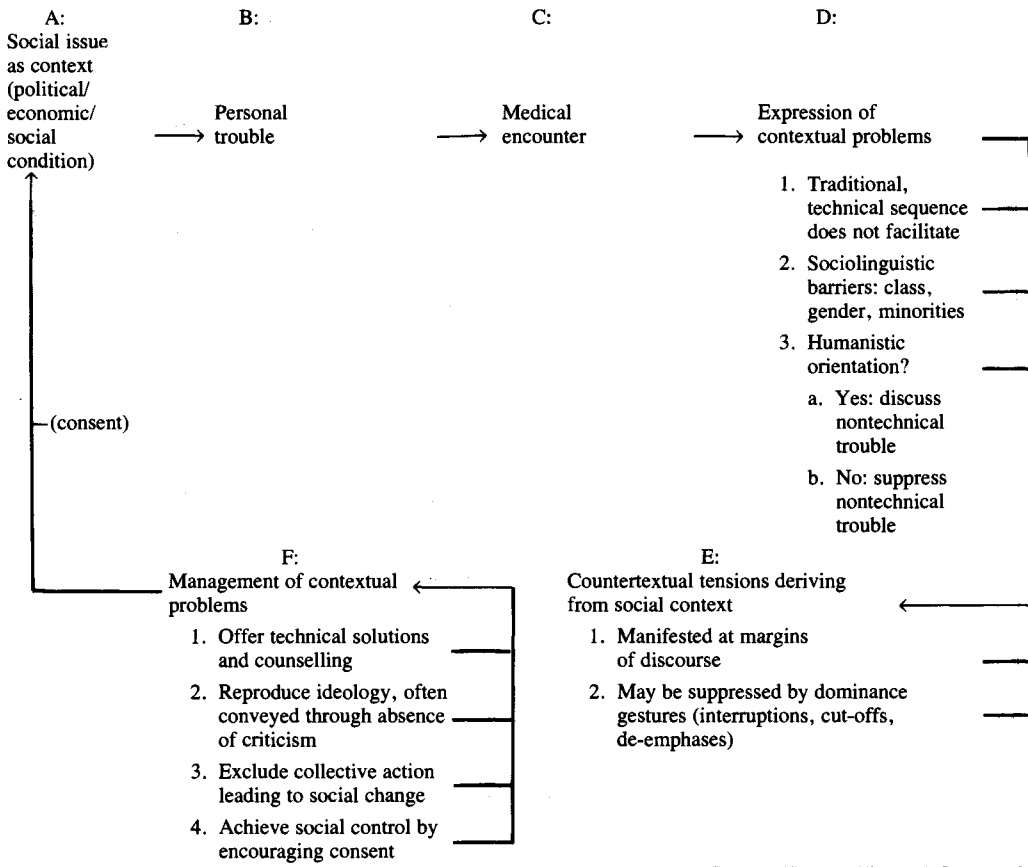 A:
Social issue
as context
(political/
economic/
social
condition)
B:
Personal
trouble
C:
Medical
encounter
D:
Expression of
contextual problems
1. Traditional,
technical sequence
does not facilitate
2. Sociolinguistic
barriers: class,
gender, minorities
3. Humanistic
orientation?
a. Yes: discuss
nontechnical
trouble
b. No: suppress
nontechnical
trouble
(consent)
E:
Countertextual tensions deriving
from social context
1. Manifested at margins
of discourse
2. May be suppressed by dominance
gestures (interruptions, cut-offs,
de-emphases)
F:
Management of contextual
problems
1. Offer technical solutions
and counselling
2. Reproduce ideology, often
conveyed through absence
of criticism
3. Exclude collective action
leading to social change
4. Achieve social control by
encouraging consent